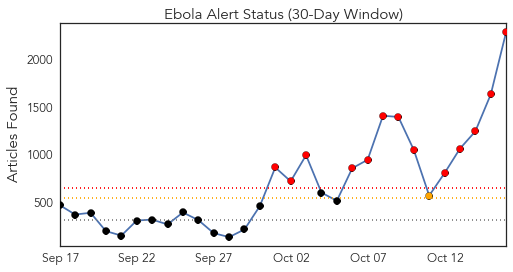 Ebola Alert Status (30-Day Window)
Articles Found
2000
1500
1000
500
Sep 17 Sep 22 Sep 27 Oct 02 Oct 07 Oct 12